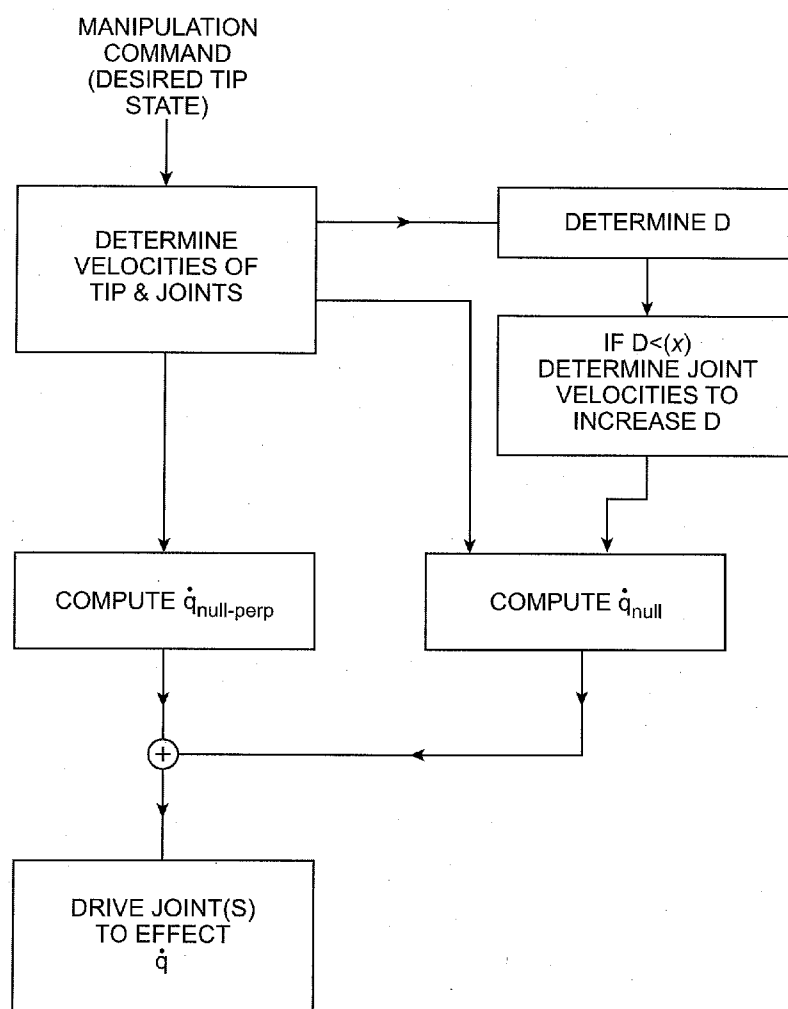 MANIPULATION
COMMAND
(DESIRED TIP
STATE)
DETERMINE
VELOCITIES OF
TIP & JOINTS
DETERMINE D
IF D<(x)
DETERMINE JOINT
VELOCITIES TO
INCREASE D
COMPUTE q̇null-perp
COMPUTE q̇null
+
DRIVE JOINT(S)
TO EFFECT
q̇